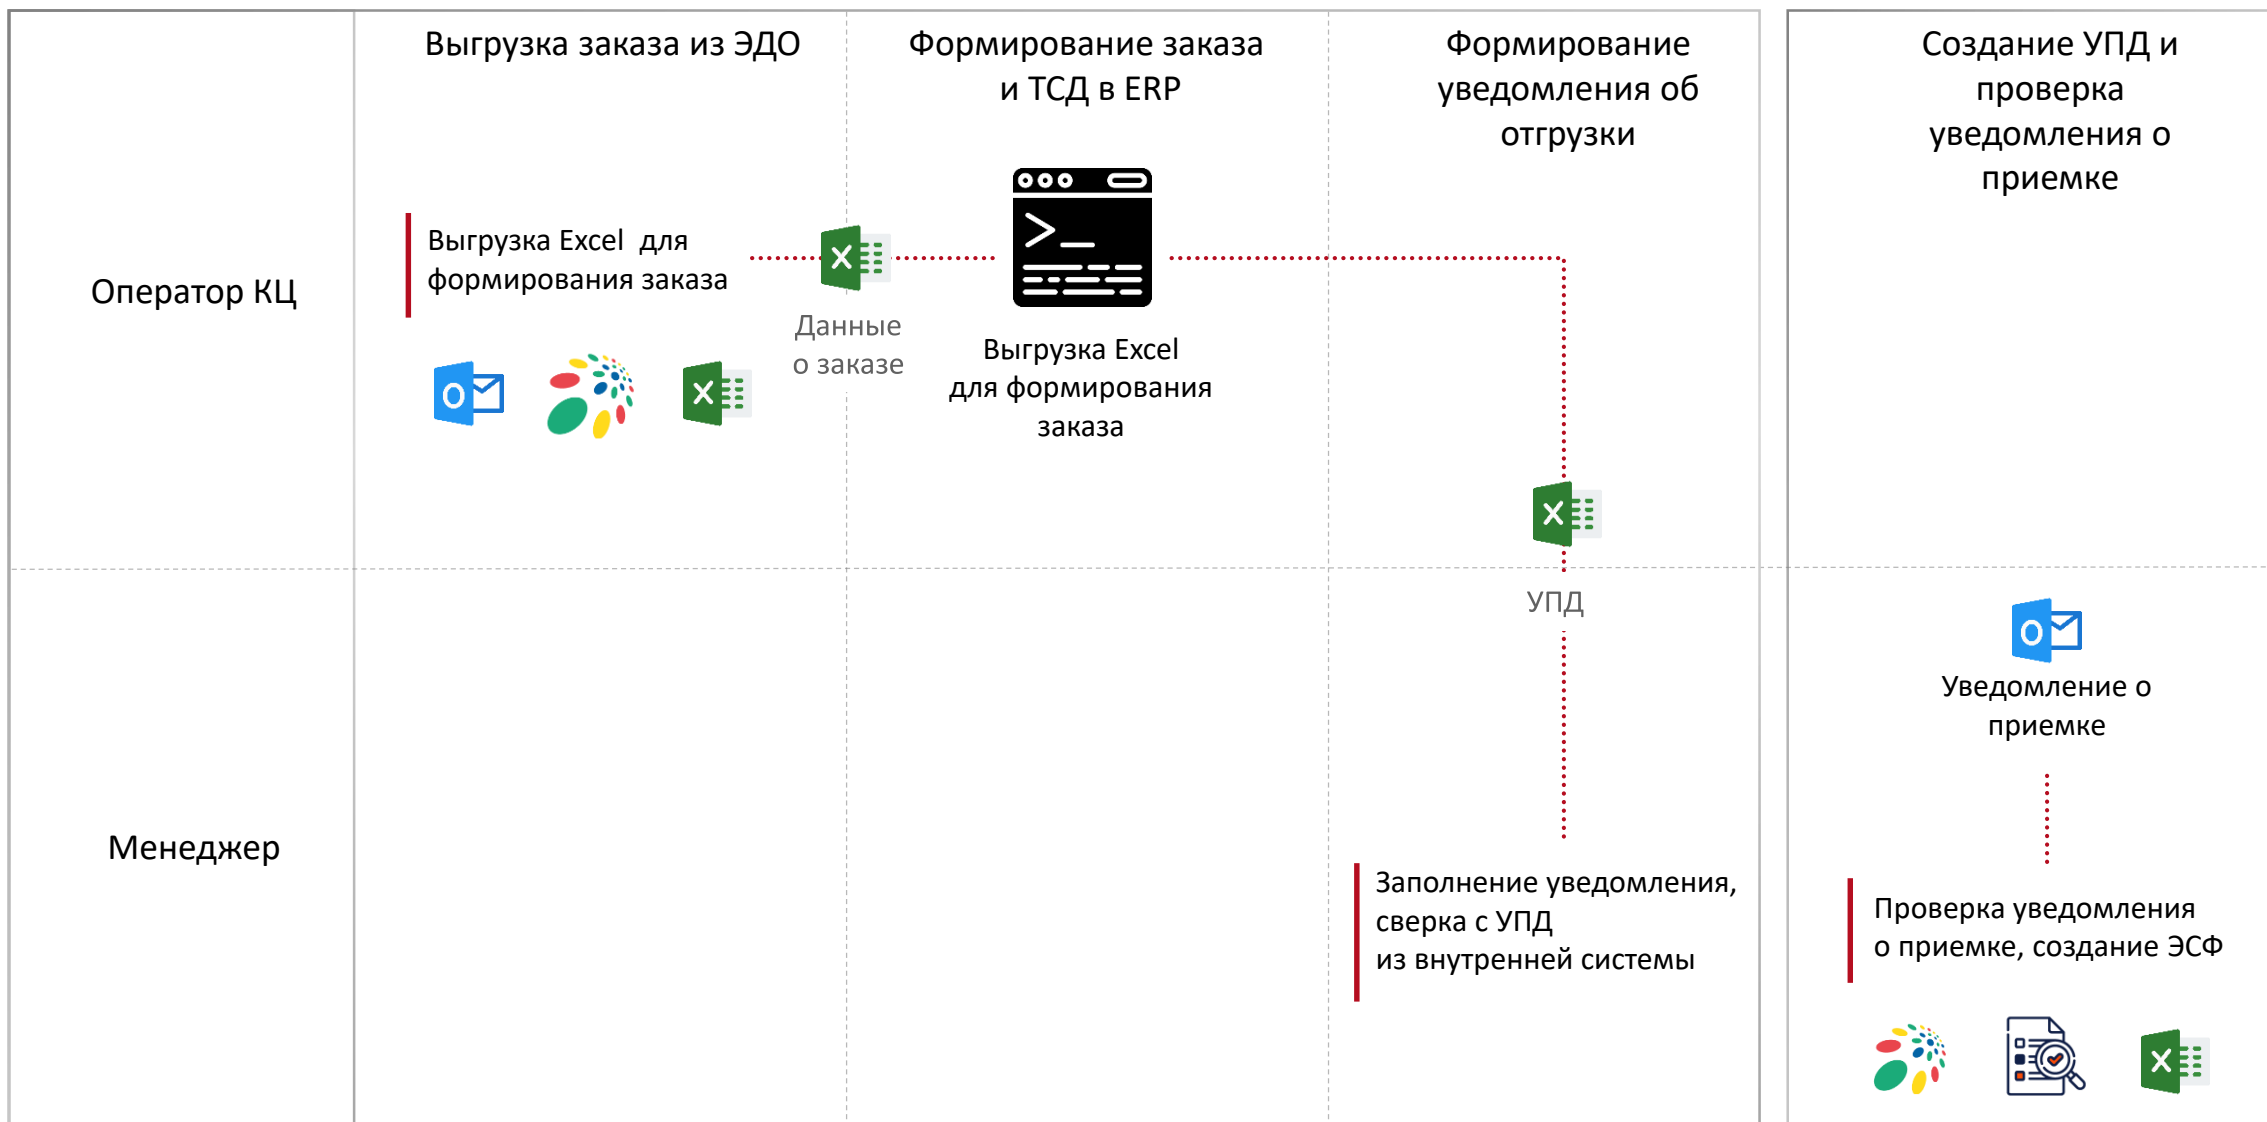 Выгрузка заказа из ЭДО
Формирование заказа
и ТСД в ERP
Формирование
уведомления об
отгрузки
Создание УПД и
проверка
уведомления о
приемке
Оператор КЦ
Выгрузка Excel для
формирования заказа
Данные
о заказе
Выгрузка Excel
для формирования
заказа
УПД
Менеджер
Заполнение уведомления,
сверка с УПД
из внутренней системы
Уведомление о
приемке
Проверка уведомления
о приемке, создание ЭСФ